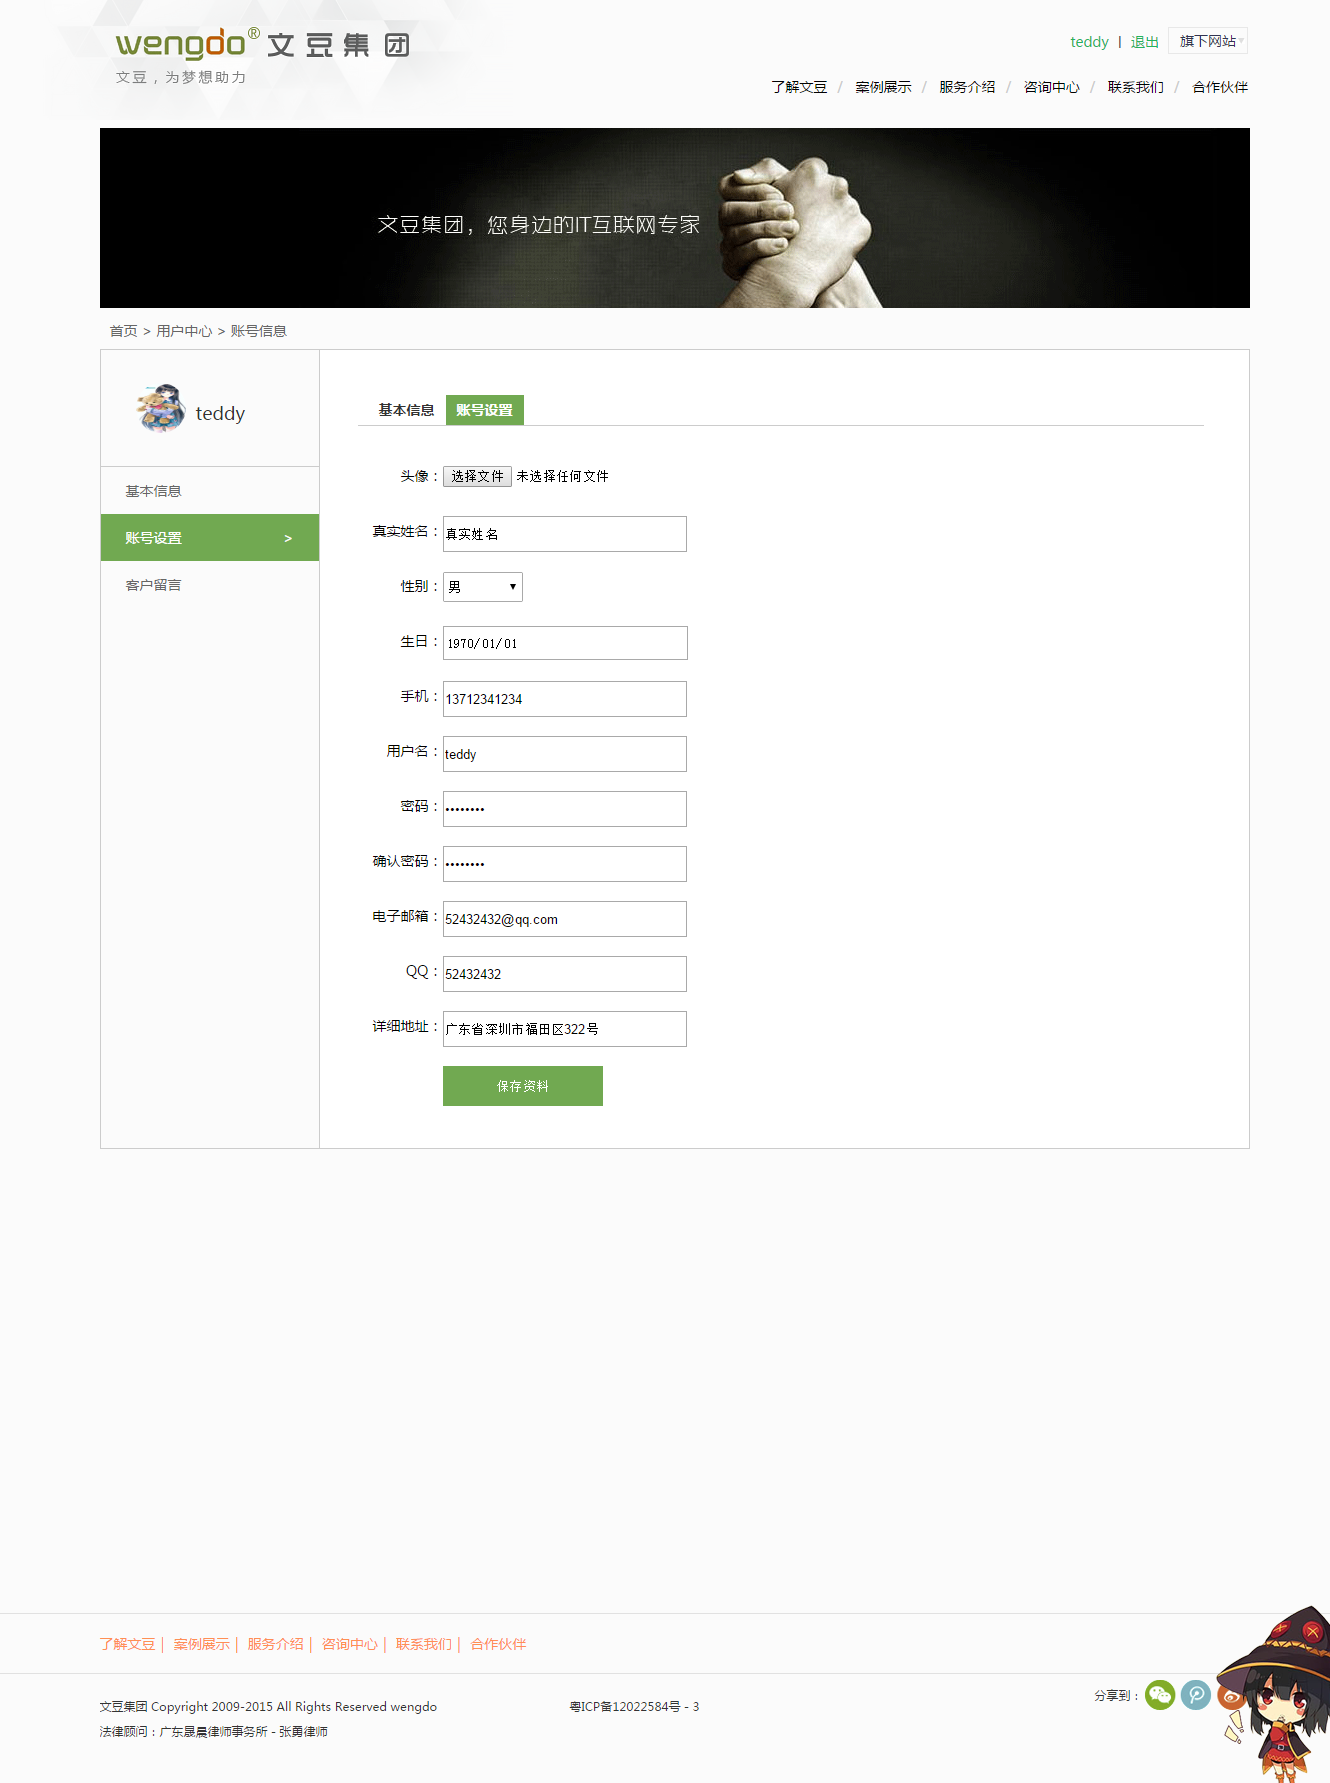 wengdo® 文豆集团
文豆，为梦想助力
teddy | 退出 旗下网站
了解文豆 / 案例展示 / 服务介绍 / 咨询中心 / 联系我们 / 合作伙伴
文豆集团，您身边的IT互联网专家
首页 > 用户中心 > 账号信息
teddy
基本信息
账号设置 >
客户留言
基本信息 账号设置
头像： 选择文件 未选择任何文件
真实姓名： 真实姓名
性别： 男
生日： 1970/01/01
手机： 13712341234
用户名： teddy
密码： ••••••••
确认密码： ••••••••
电子邮箱： 52432432@qq.com
QQ： 52432432
详细地址： 广东省深圳市福田区322号
保存资料
了解文豆 | 案例展示 | 服务介绍 | 咨询中心 | 联系我们 | 合作伙伴
文豆集团 Copyright 2009-2015 All Rights Reserved wengdo 粤ICP备12022584号 - 3
分享到：
法律顾问：广东晟晨律师事务所 - 张勇律师